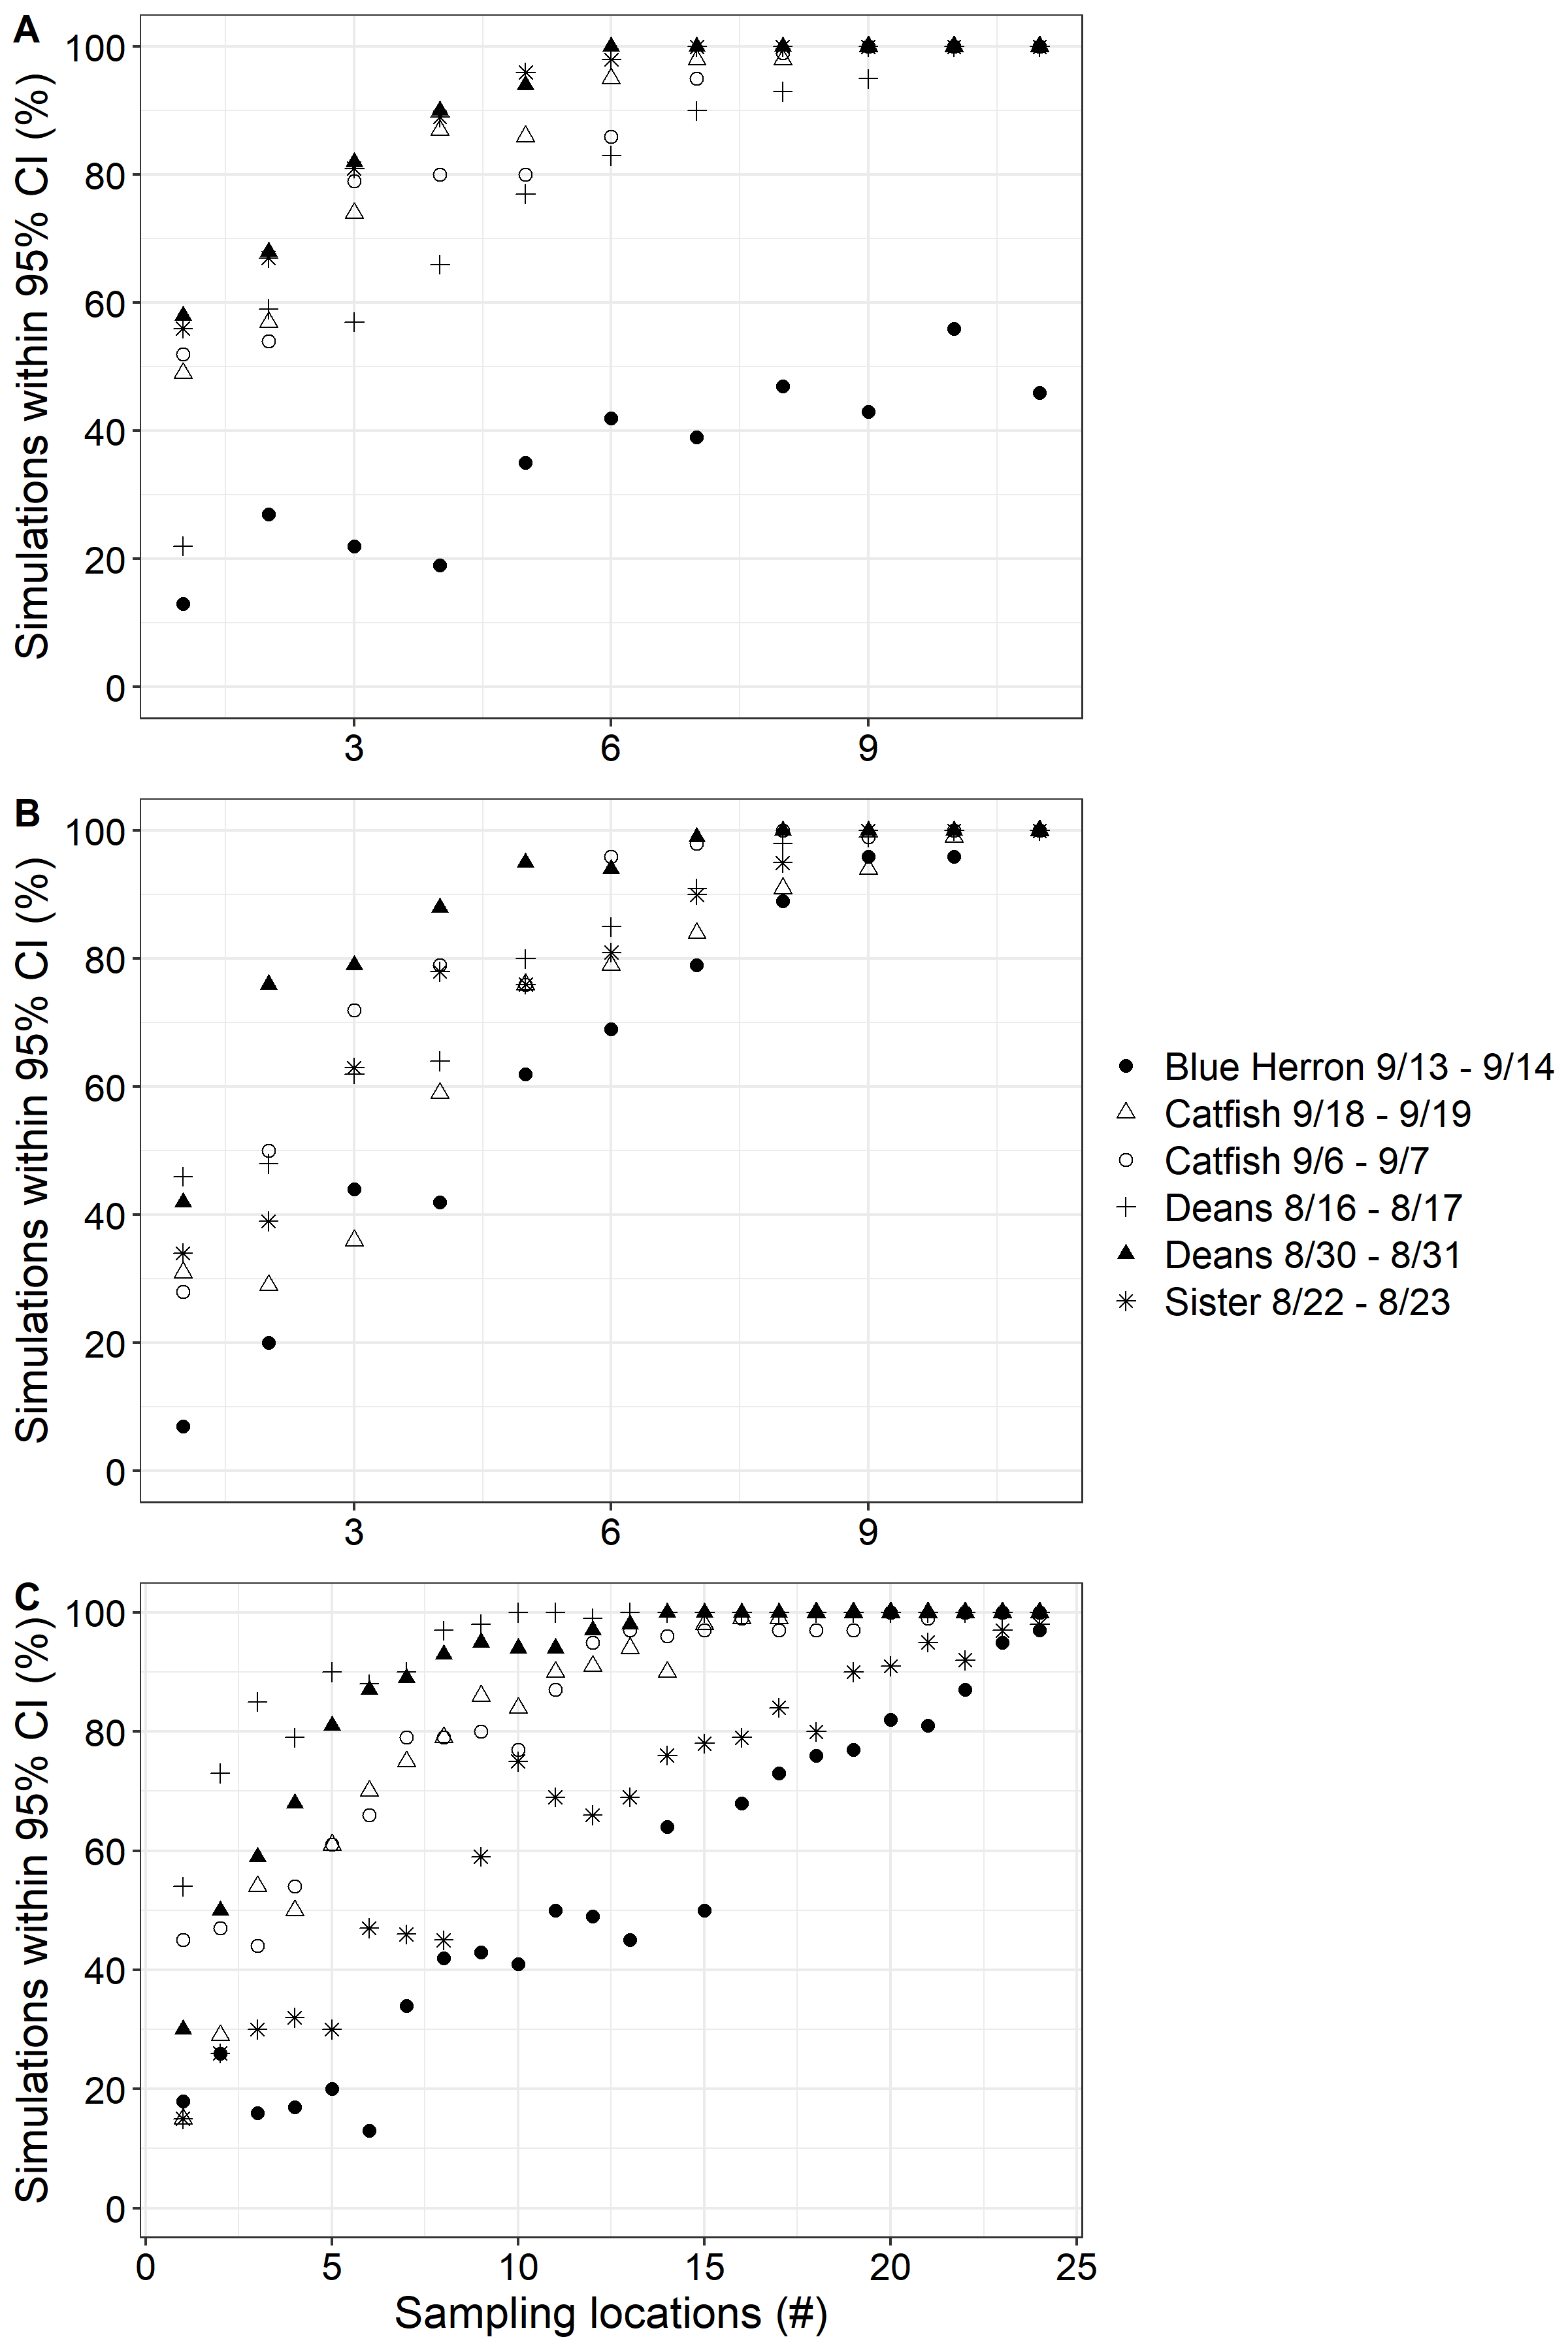 A
Simulations within 95% CI (%)
100
80
60
40
20
0
3 6 9
B
Simulations within 95% CI (%)
100
80
60
40
20
0
3 6 9
Blue Herron 9/13 - 9/14
Catfish 9/18 - 9/19
Catfish 9/6 - 9/7
Deans 8/16 - 8/17
Deans 8/30 - 8/31
Sister 8/22 - 8/23
C
Simulations within 95% CI (%)
100
80
60
40
20
0
0 5 10 15 20 25
Sampling locations (#)